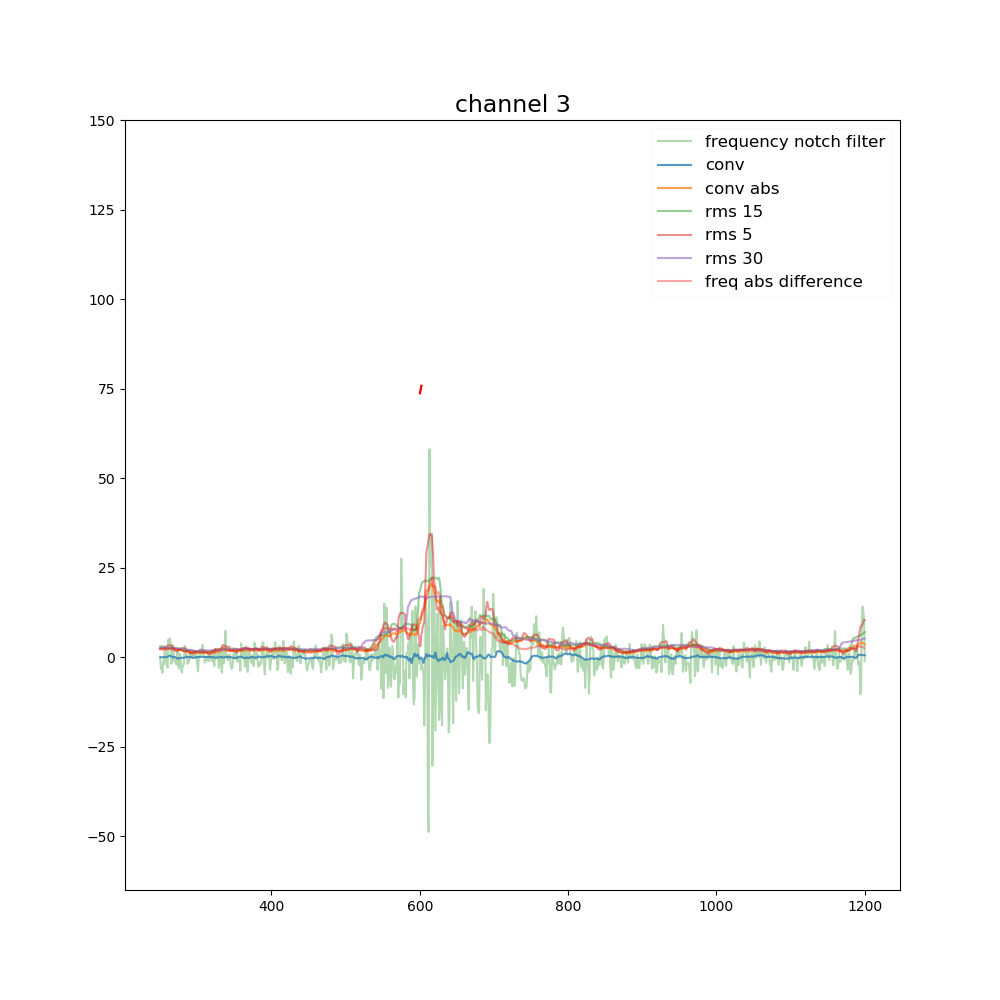 channel 3
150
125
100
75
50
25
0
−25
−50
400 600 800 1000 1200
frequency notch filter
conv
conv abs
rms 15
rms 5
rms 30
freq abs difference